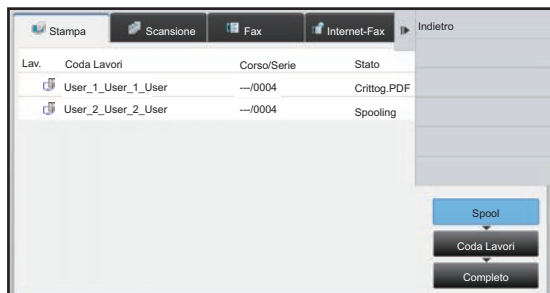 Stampa Scansione Fax Internet-Fax Indietro
Lav. Coda Lavori Corso/Serie Stato
User_1_User_1_User ---/0004 Crittog.PDF
User_2_User_2_User ---/0004 Spooling
Spool
Coda Lavori
Completo